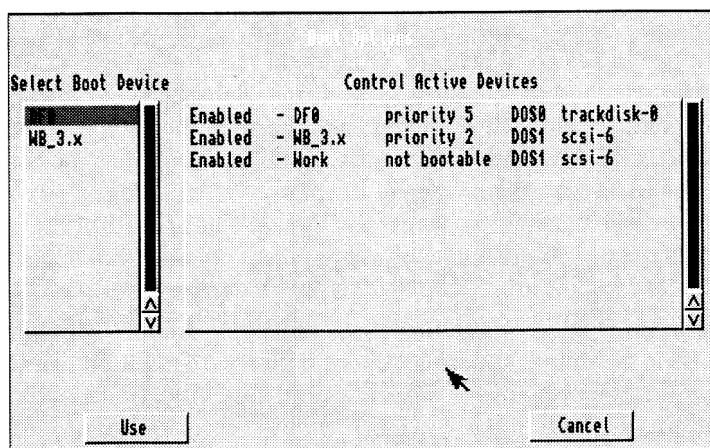 Boot Options
Select Boot Device
Control Active Devices
DF0
WB_3.x
Enabled - DF0 priority 5 DOS0 trackdisk-0
Enabled - WB_3.x priority 2 DOS1 scsi-6
Enabled - Work not bootable DOS1 scsi-6
Use
Cancel